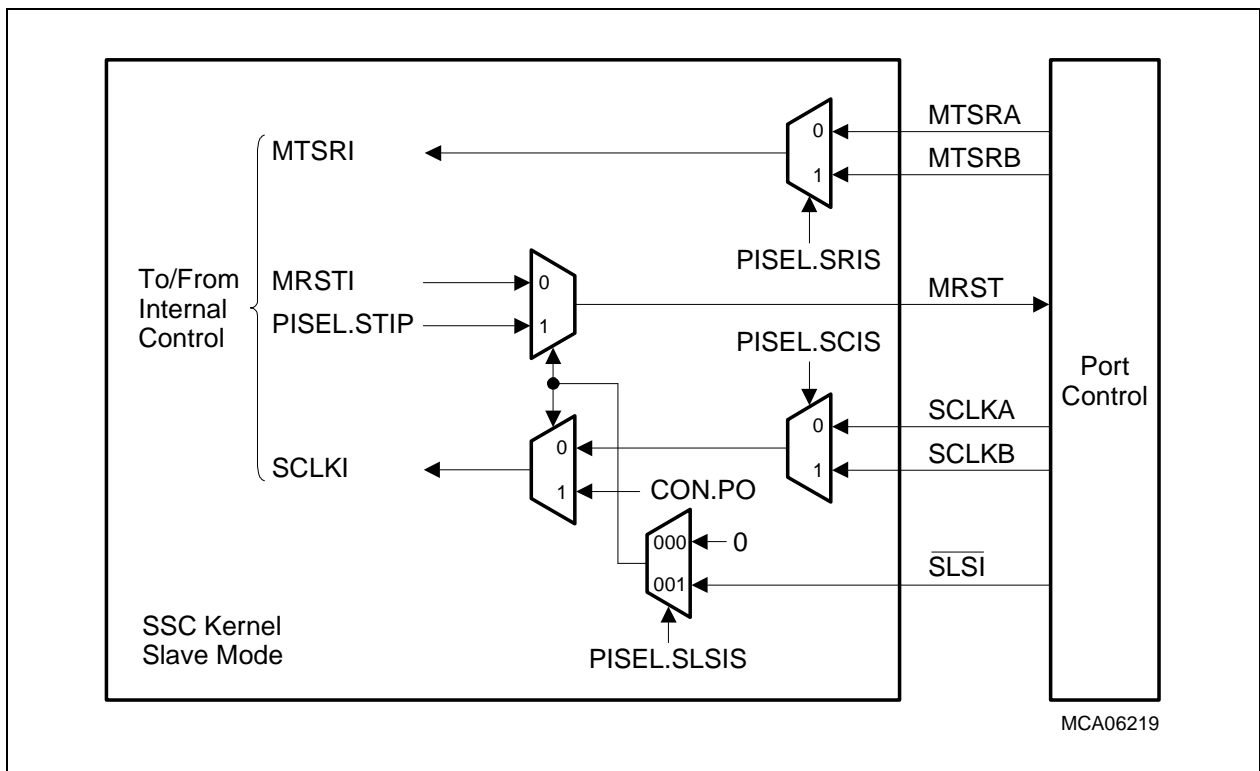 MTSRA
MTSRI
0
MTSRB
1
PISEL.SRIS
To/From
Internal
Control
MRSTI
0
MRST
PISEL.STIP
1
PISEL.SCIS
Port
Control
SCLKA
0
SCLKI
0
SCLKB
1
1
CON.PO
000
0
SLSI
001
SSC Kernel
Slave Mode
PISEL.SLSIS
MCA06219